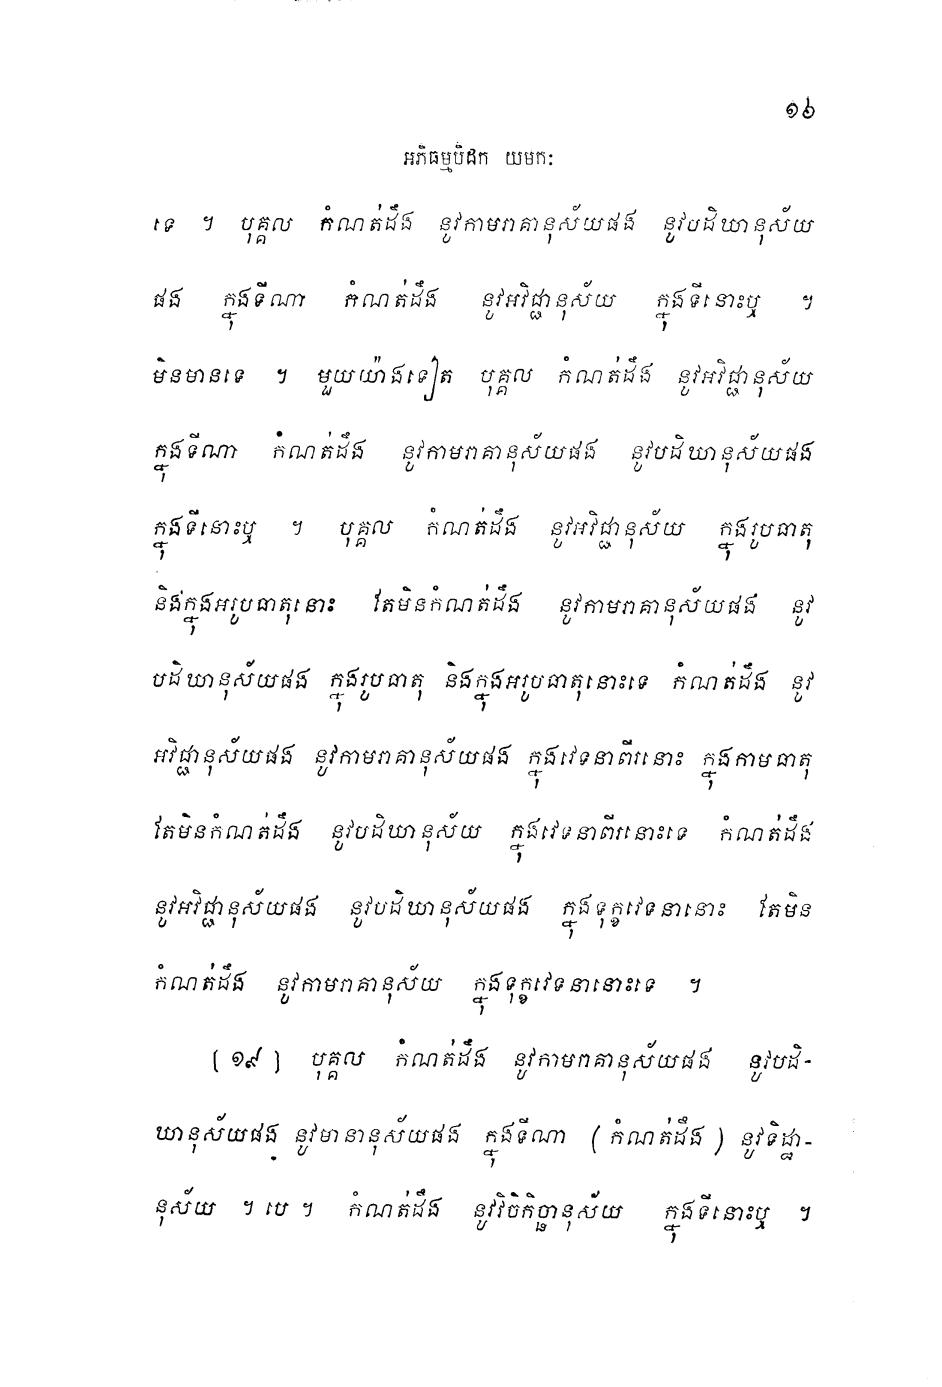 ១៦
អភិធម្មបិដក យមកៈ
ទេ ។ បុគ្គល កំណត់ដឹង នូវកាមរាគានុស័យផង នូវបដិឃានុស័យ
ផង ក្នុងទីណា កំណត់ដឹង នូវអវិជ្ជានុស័យ ក្នុងទីនោះឬ ។
មិនមានទេ ។ មួយយ៉ាងទៀត បុគ្គល កំណត់ដឹង នូវអវិជ្ជានុស័យ
ក្នុងទីណា កំណត់ដឹង នូវកាមរាគានុស័យផង នូវបដិឃានុស័យផង
ក្នុងទីនោះឬ ។ បុគ្គល កំណត់ដឹង នូវអវិជ្ជានុស័យ ក្នុងរូបធាតុ
និងក្នុងអរូបធាតុនោះ តែមិនកំណត់ដឹង នូវកាមរាគានុស័យផង នូវ
បដិឃានុស័យផង ក្នុងរូបធាតុ និងក្នុងអរូបធាតុនោះទេ កំណត់ដឹង នូវ
អវិជ្ជានុស័យផង នូវកាមរាគានុស័យផង ក្នុងវេទនាពីរនោះ ក្នុងកាមធាតុ
តែមិនកំណត់ដឹង នូវបដិឃានុស័យ ក្នុងវេទនាពីរនោះទេ កំណត់ដឹង
នូវអវិជ្ជានុស័យផង នូវបដិឃានុស័យផង ក្នុងទុក្ខវេទនានោះ តែមិន
កំណត់ដឹង នូវកាមរាគានុស័យ ក្នុងទុក្ខវេទនានោះទេ ។
[១៩] បុគ្គល កំណត់ដឹង នូវកាមរាគានុស័យផង នូវបដិ-
ឃានុស័យផង នូវមានានុស័យផង ក្នុងទីណា (កំណត់ដឹង) នូវទិដ្ឋា-
នុស័យ ។ បេ ។ កំណត់ដឹង នូវវិចិកិច្ឆានុស័យ ក្នុងទីនោះឬ ។